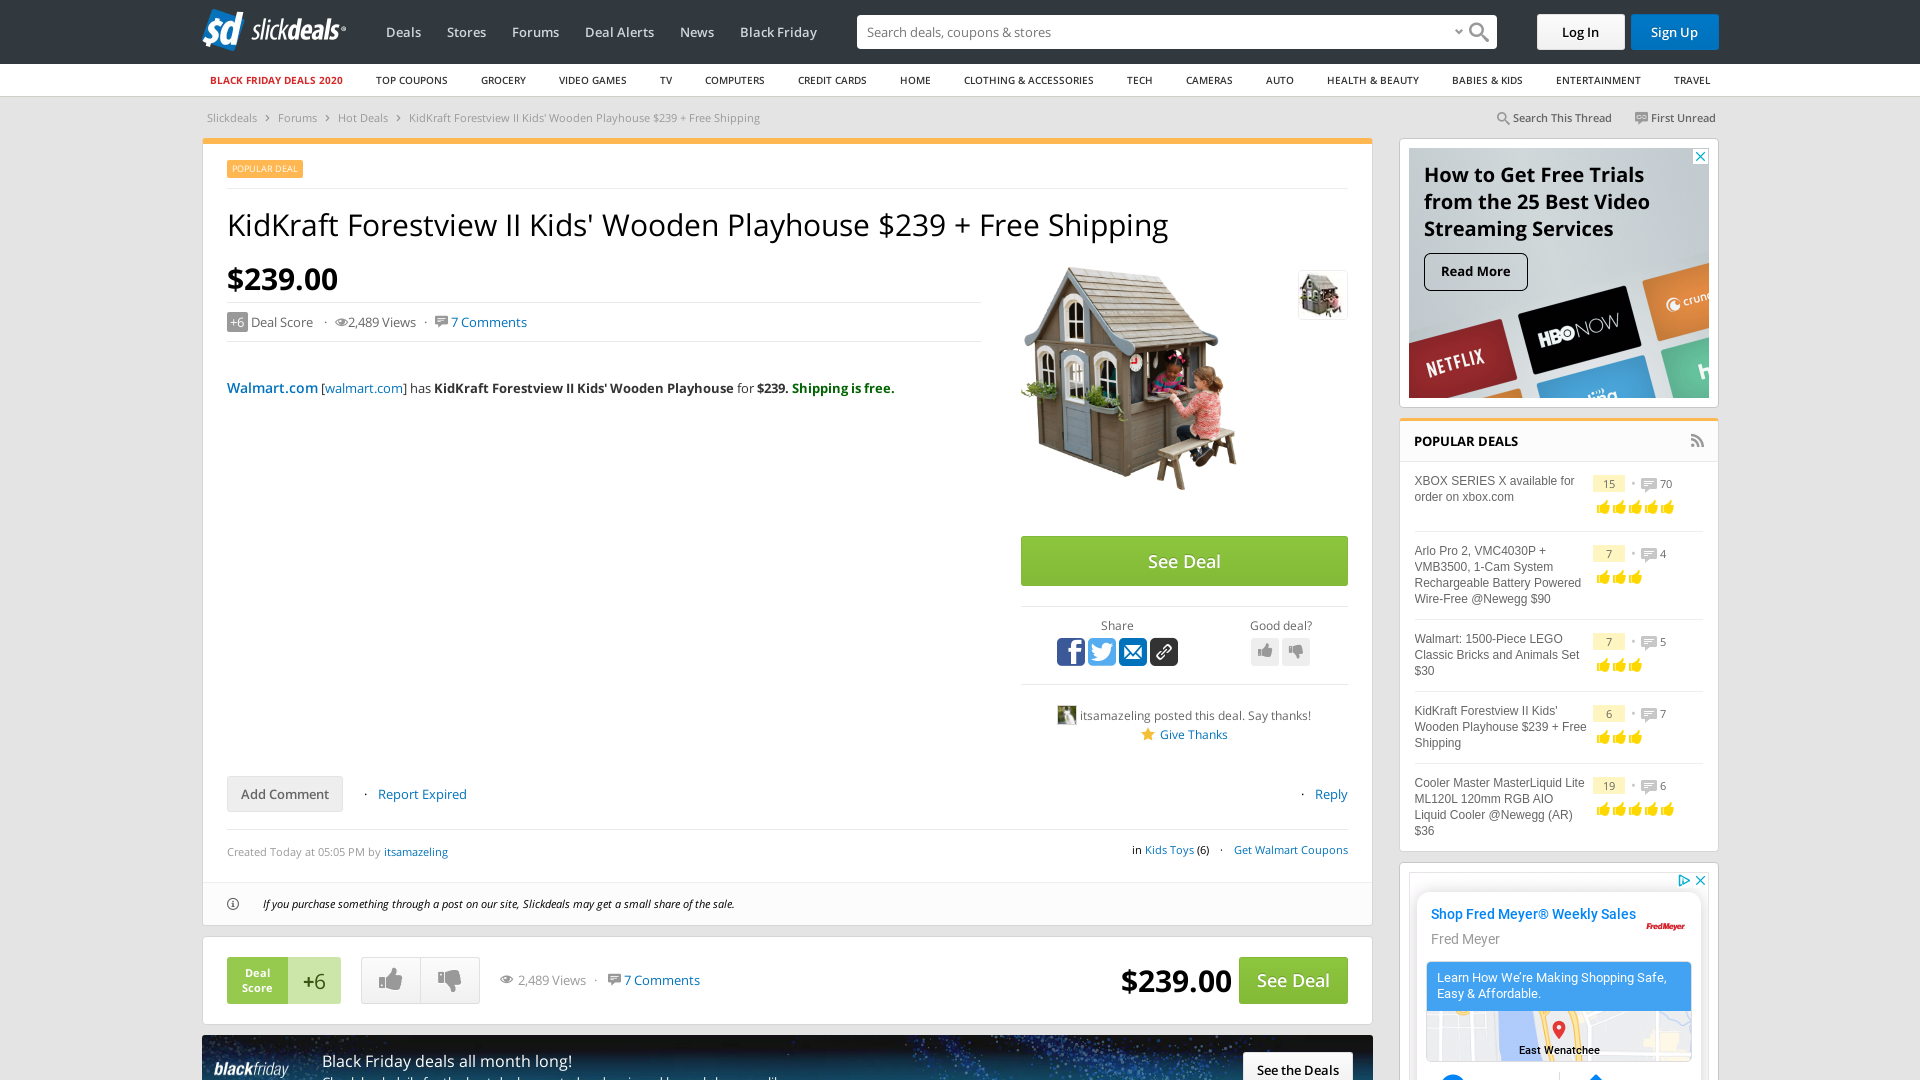 slickdeals
Deals
Stores
Forums
Deal Alerts
News
Black Friday
Search deals, coupons & stores
Log In
Sign Up
BLACK FRIDAY DEALS 2020
TOP COUPONS
GROCERY
VIDEO GAMES
TV
COMPUTERS
CREDIT CARDS
HOME
CLOTHING & ACCESSORIES
TECH
CAMERAS
AUTO
HEALTH & BEAUTY
BABIES & KIDS
ENTERTAINMENT
TRAVEL
Slickdeals › Forums › Hot Deals › KidKraft Forestview II Kids' Wooden Playhouse $239 + Free Shipping
Search This Thread
First Unread
POPULAR DEAL
KidKraft Forestview II Kids' Wooden Playhouse $239 + Free Shipping
$239.00
+6 Deal Score · 2,489 Views · 7 Comments
Walmart.com [walmart.com] has KidKraft Forestview II Kids' Wooden Playhouse for $239. Shipping is free.
See Deal
Share
Good deal?
itsamazeling posted this deal. Say thanks!
Give Thanks
Add Comment
· Report Expired
· Reply
Created Today at 05:05 PM by itsamazeling
in Kids Toys (6) · Get Walmart Coupons
If you purchase something through a post on our site, Slickdeals may get a small share of the sale.
Deal
Score
+6
2,489 Views · 7 Comments
$239.00
See Deal
blackfriday
Black Friday deals all month long!
See the Deals
How to Get Free Trials
from the 25 Best Video
Streaming Services
Read More
NETFLIX
HBO NOW
POPULAR DEALS
XBOX SERIES X available for
order on xbox.com
15 · 70
Arlo Pro 2, VMC4030P +
VMB3500, 1-Cam System
Rechargeable Battery Powered
Wire-Free @Newegg $90
7 · 4
Walmart: 1500-Piece LEGO
Classic Bricks and Animals Set
$30
7 · 5
KidKraft Forestview II Kids'
Wooden Playhouse $239 + Free
Shipping
6 · 7
Cooler Master MasterLiquid Lite
ML120L 120mm RGB AIO
Liquid Cooler @Newegg (AR)
$36
19 · 6
Shop Fred Meyer® Weekly Sales
Fred Meyer
FredMeyer
Learn How We're Making Shopping Safe,
Easy & Affordable.
East Wenatchee